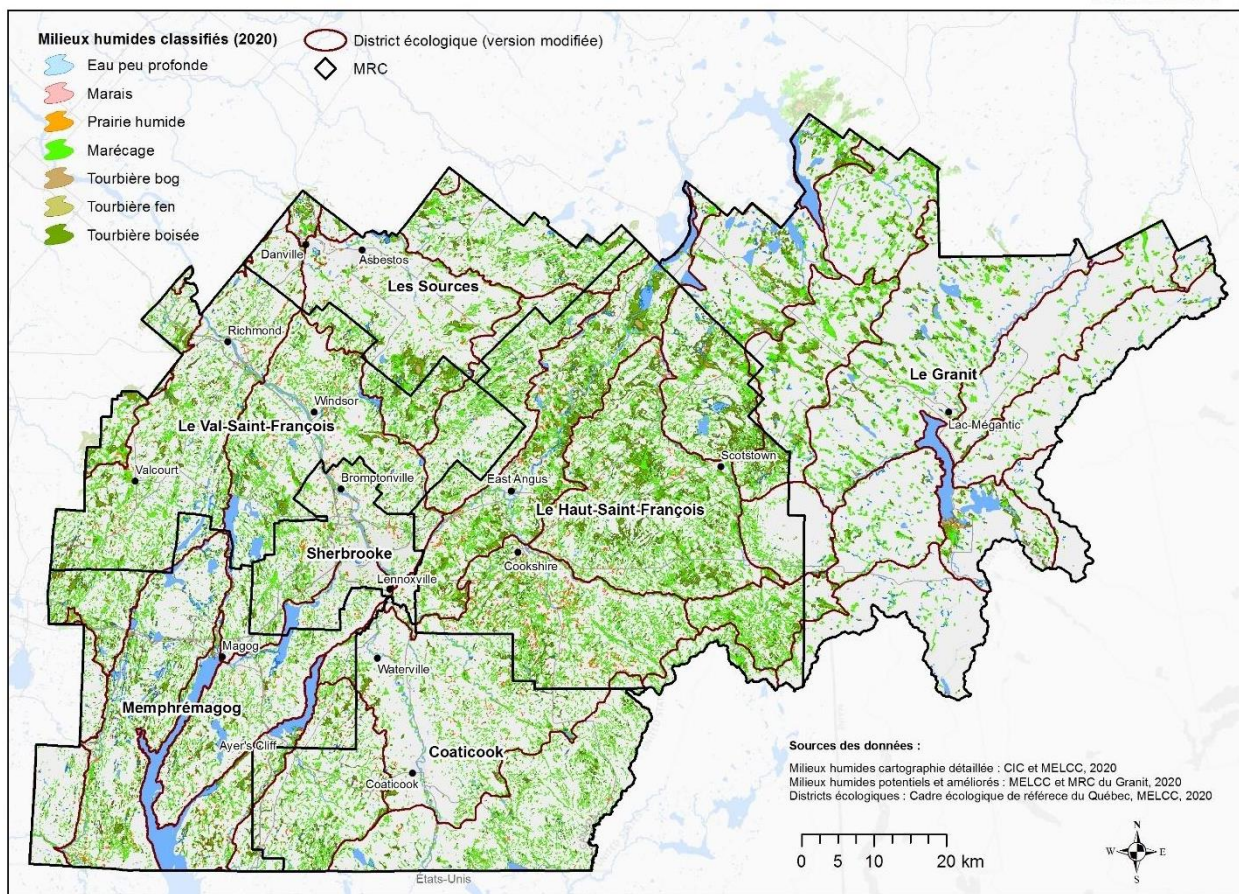 Milieux humides classifiés (2020)
Eau peu profonde
Marais
Prairie humide
Marécage
Tourbière bog
Tourbière fen
Tourbière boisée
District écologique (version modifiée)
MRC
Danville
Asbestos
Les Sources
Richmond
Windsor
Le Val-Saint-François
Valcourt
Bromptonville
Le Granit
Lac-Mégantic
Scotstown
East Angus
Le Haut-Saint-François
Sherbrooke
Cookshire
Lennoxville
Magog
Waterville
Memphrémagog
Ayer's Cliff
Coaticook
Coaticook
États-Unis
Sources des données :
Milieux humides cartographie détaillée : CIC et MELCC, 2020
Milieux humides potentiels et améliorés : MELCC et MRC du Granit, 2020
Districts écologiques : Cadre écologique de référece du Québec, MELCC, 2020
0 5 10 20 km
N
W E
S